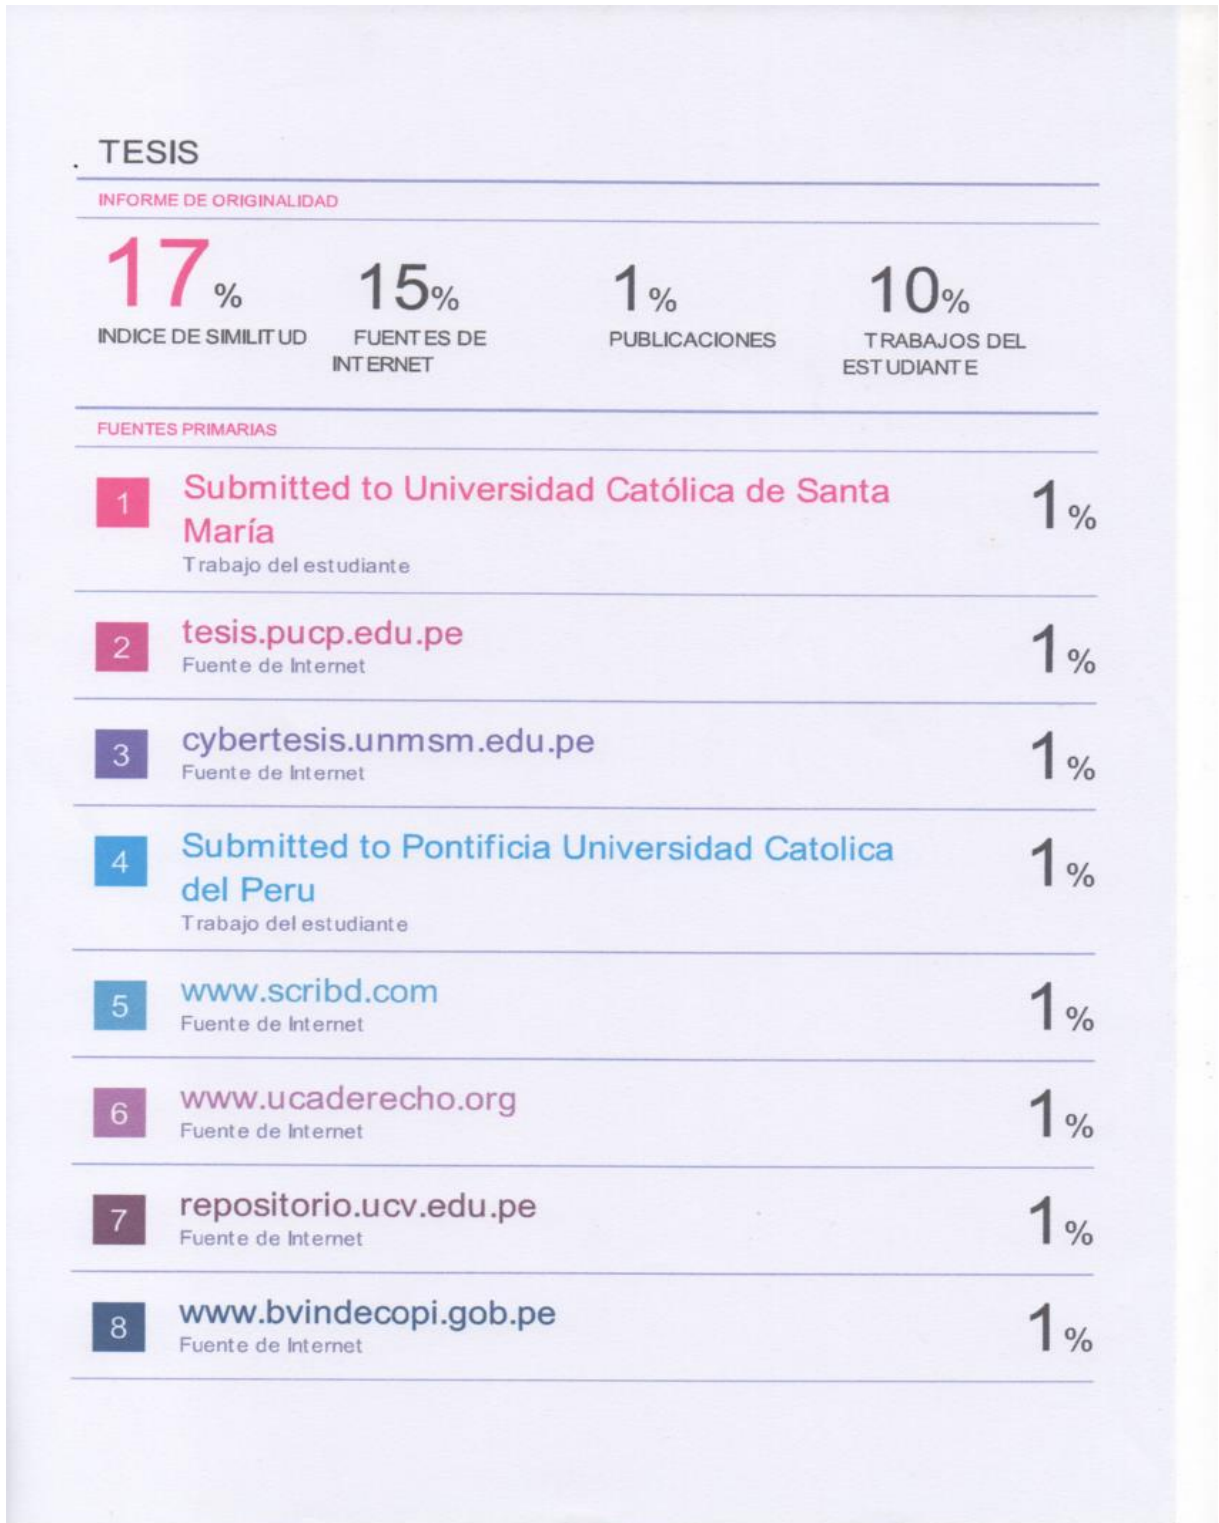 TESIS
INFORME DE ORIGINALIDAD
17%
15%
1%
10%
INDICE DE SIMILITUD
FUENTES DE
INTERNET
PUBLICACIONES
TRABAJOS DEL
ESTUDIANTE
FUENTES PRIMARIAS
1
Submitted to Universidad Católica de Santa
María
Trabajo del estudiante
1%
2
tesis.pucp.edu.pe
Fuente de Internet
1%
3
cybertesis.unmsm.edu.pe
Fuente de Internet
1%
4
Submitted to Pontificia Universidad Catolica
del Peru
Trabajo del estudiante
1%
5
www.scribd.com
Fuente de Internet
1%
6
www.ucaderecho.org
Fuente de Internet
1%
7
repositorio.ucv.edu.pe
Fuente de Internet
1%
8
www.bvindecopi.gob.pe
Fuente de Internet
1%